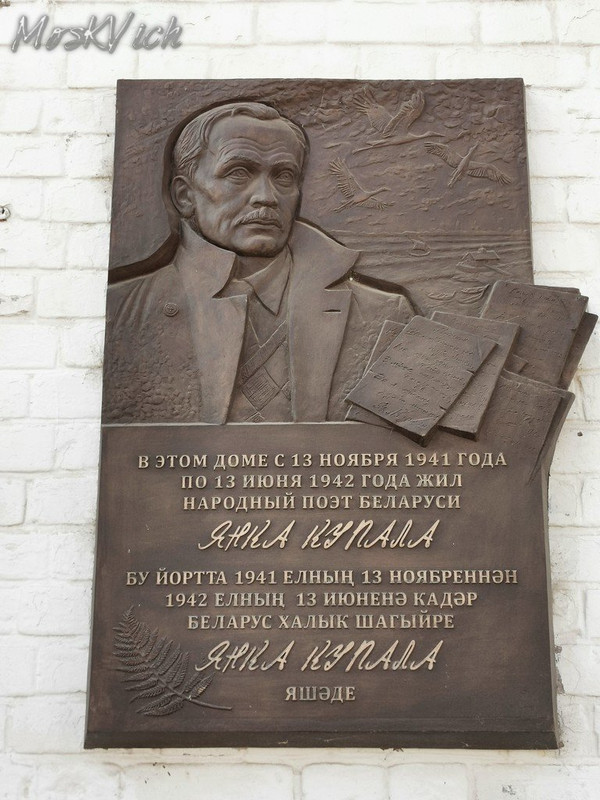 MosKVich
В ЭТОМ ДОМЕ С 13 НОЯБРЯ 1941 ГОДА
ПО 13 ИЮНЯ 1942 ГОДА ЖИЛ
НАРОДНЫЙ ПОЭТ БЕЛАРУСИ
ЯНКА КУПАЛА
БУ ЙОРТТА 1941 ЕЛНЫҢ 13 НОЯБРЕННӘН
1942 ЕЛНЫҢ 13 ИЮНЕНӘ КАДӘР
БЕЛАРУС ХАЛЫК ШАГЫЙРЕ
ЯНКА КУПАЛА
ЯШӘДЕ